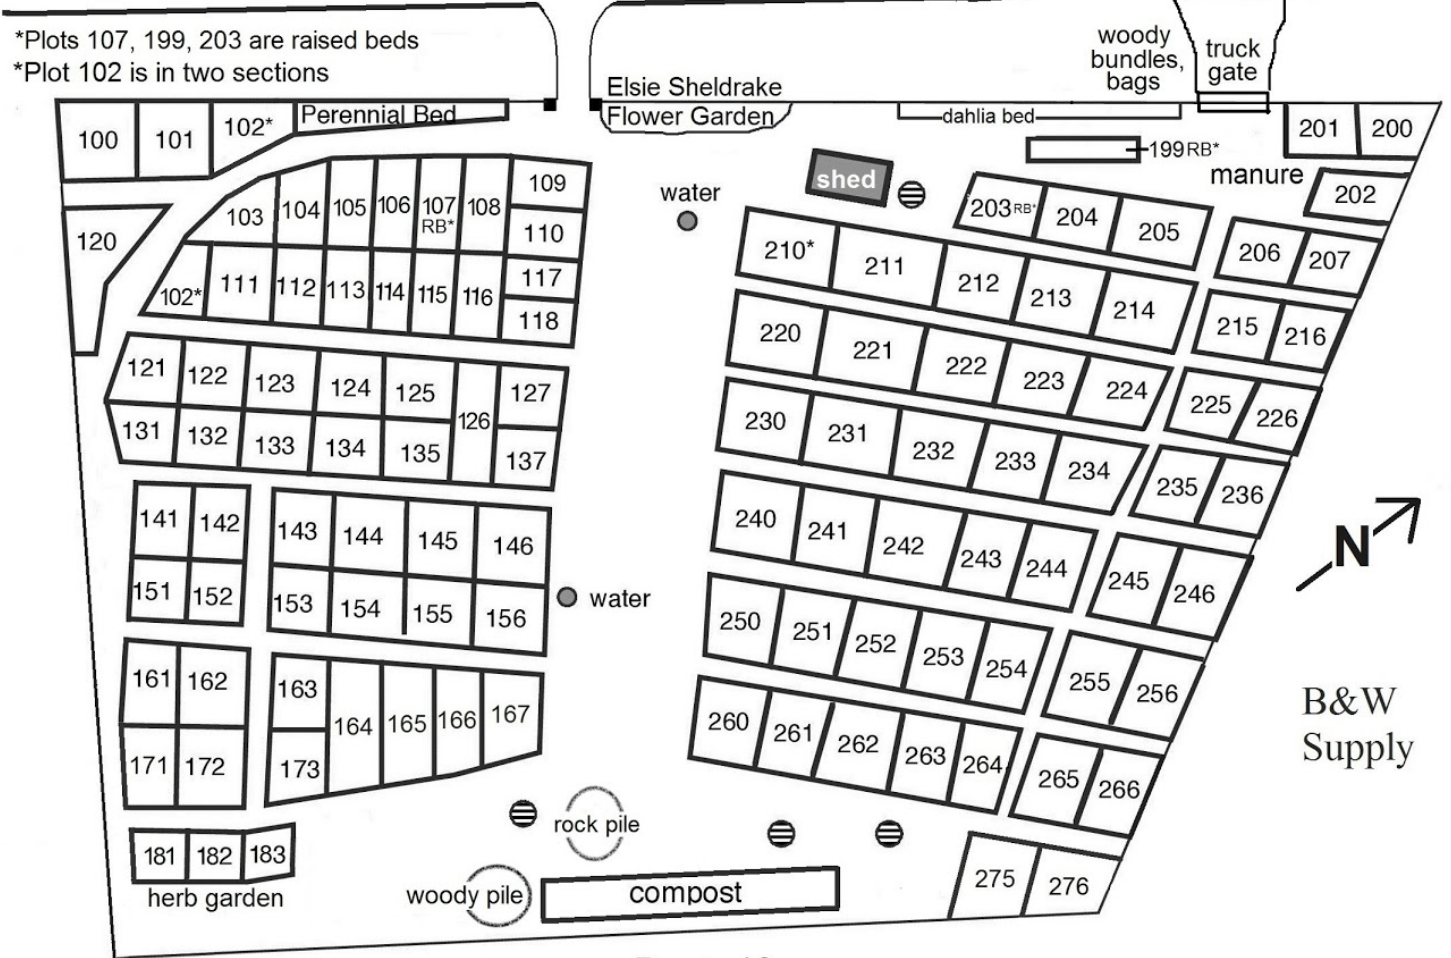 *Plots 107, 199, 203 are raised beds
*Plot 102 is in two sections
woody
bundles,
bags
truck
gate
Elsie Sheldrake
Flower Garden
Perennial Bed
dahlia bed
100 101 102*
201 200
199 RB*
manure
shed
water
202
109
103 104 105 106 107 108
RB*
110
120
203 RB* 204 205
206 207
210* 211 212 213 214
215 216
102* 111 112 113 114 115 116
117
118
220 221 222 223 224
225 226
121 122 123 124 125 126 127
131 132 133 134 135 137
230 231 232 233 234
235 236
141 142 143 144 145 146
240 241 242 243 244
245 246
N
151 152 153 154 155 156
water
250 251 252 253 254
255 256
B&W
Supply
161 162 163 164 165 166 167
171 172 173
260 261 262 263 264
265 266
rock pile
181 182 183
herb garden
woody pile
compost
275 276